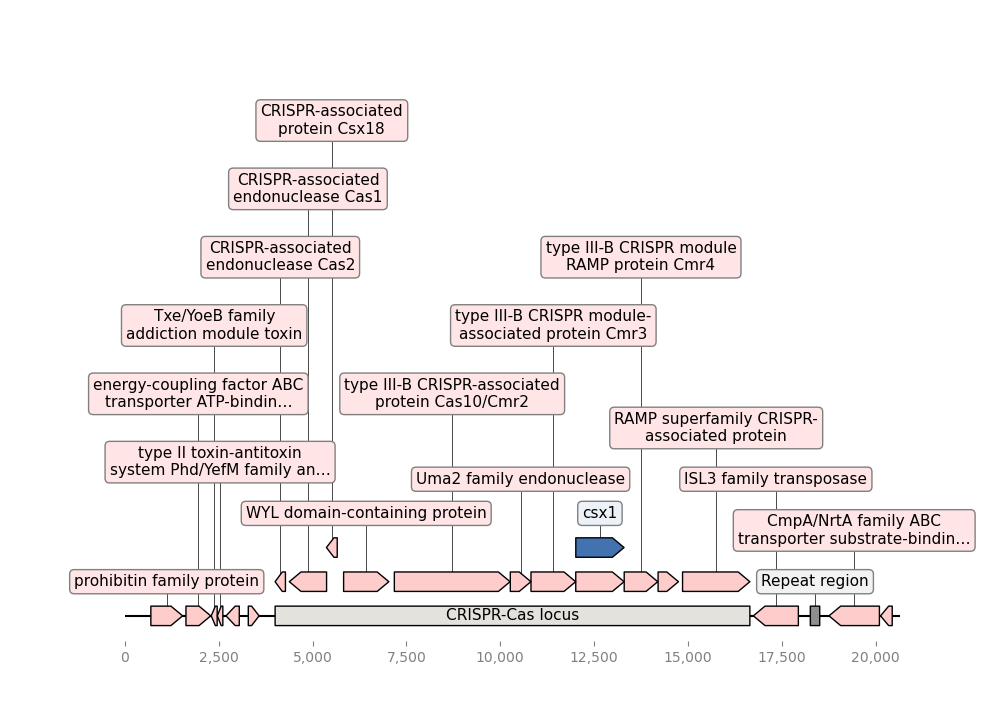 CRISPR-associated
protein Csx18
CRISPR-associated
endonuclease Cas1
CRISPR-associated
endonuclease Cas2
type III-B CRISPR module
RAMP protein Cmr4
Txe/YoeB family
addiction module toxin
type III-B CRISPR module-
associated protein Cmr3
energy-coupling factor ABC
transporter ATP-bindin…
type III-B CRISPR-associated
protein Cas10/Cmr2
RAMP superfamily CRISPR-
associated protein
type II toxin-antitoxin
system Phd/YefM family an…
Uma2 family endonuclease
ISL3 family transposase
WYL domain-containing protein
csx1
CmpA/NrtA family ABC
transporter substrate-bindin…
prohibitin family protein
Repeat region
CRISPR-Cas locus
0 2,500 5,000 7,500 10,000 12,500 15,000 17,500 20,000